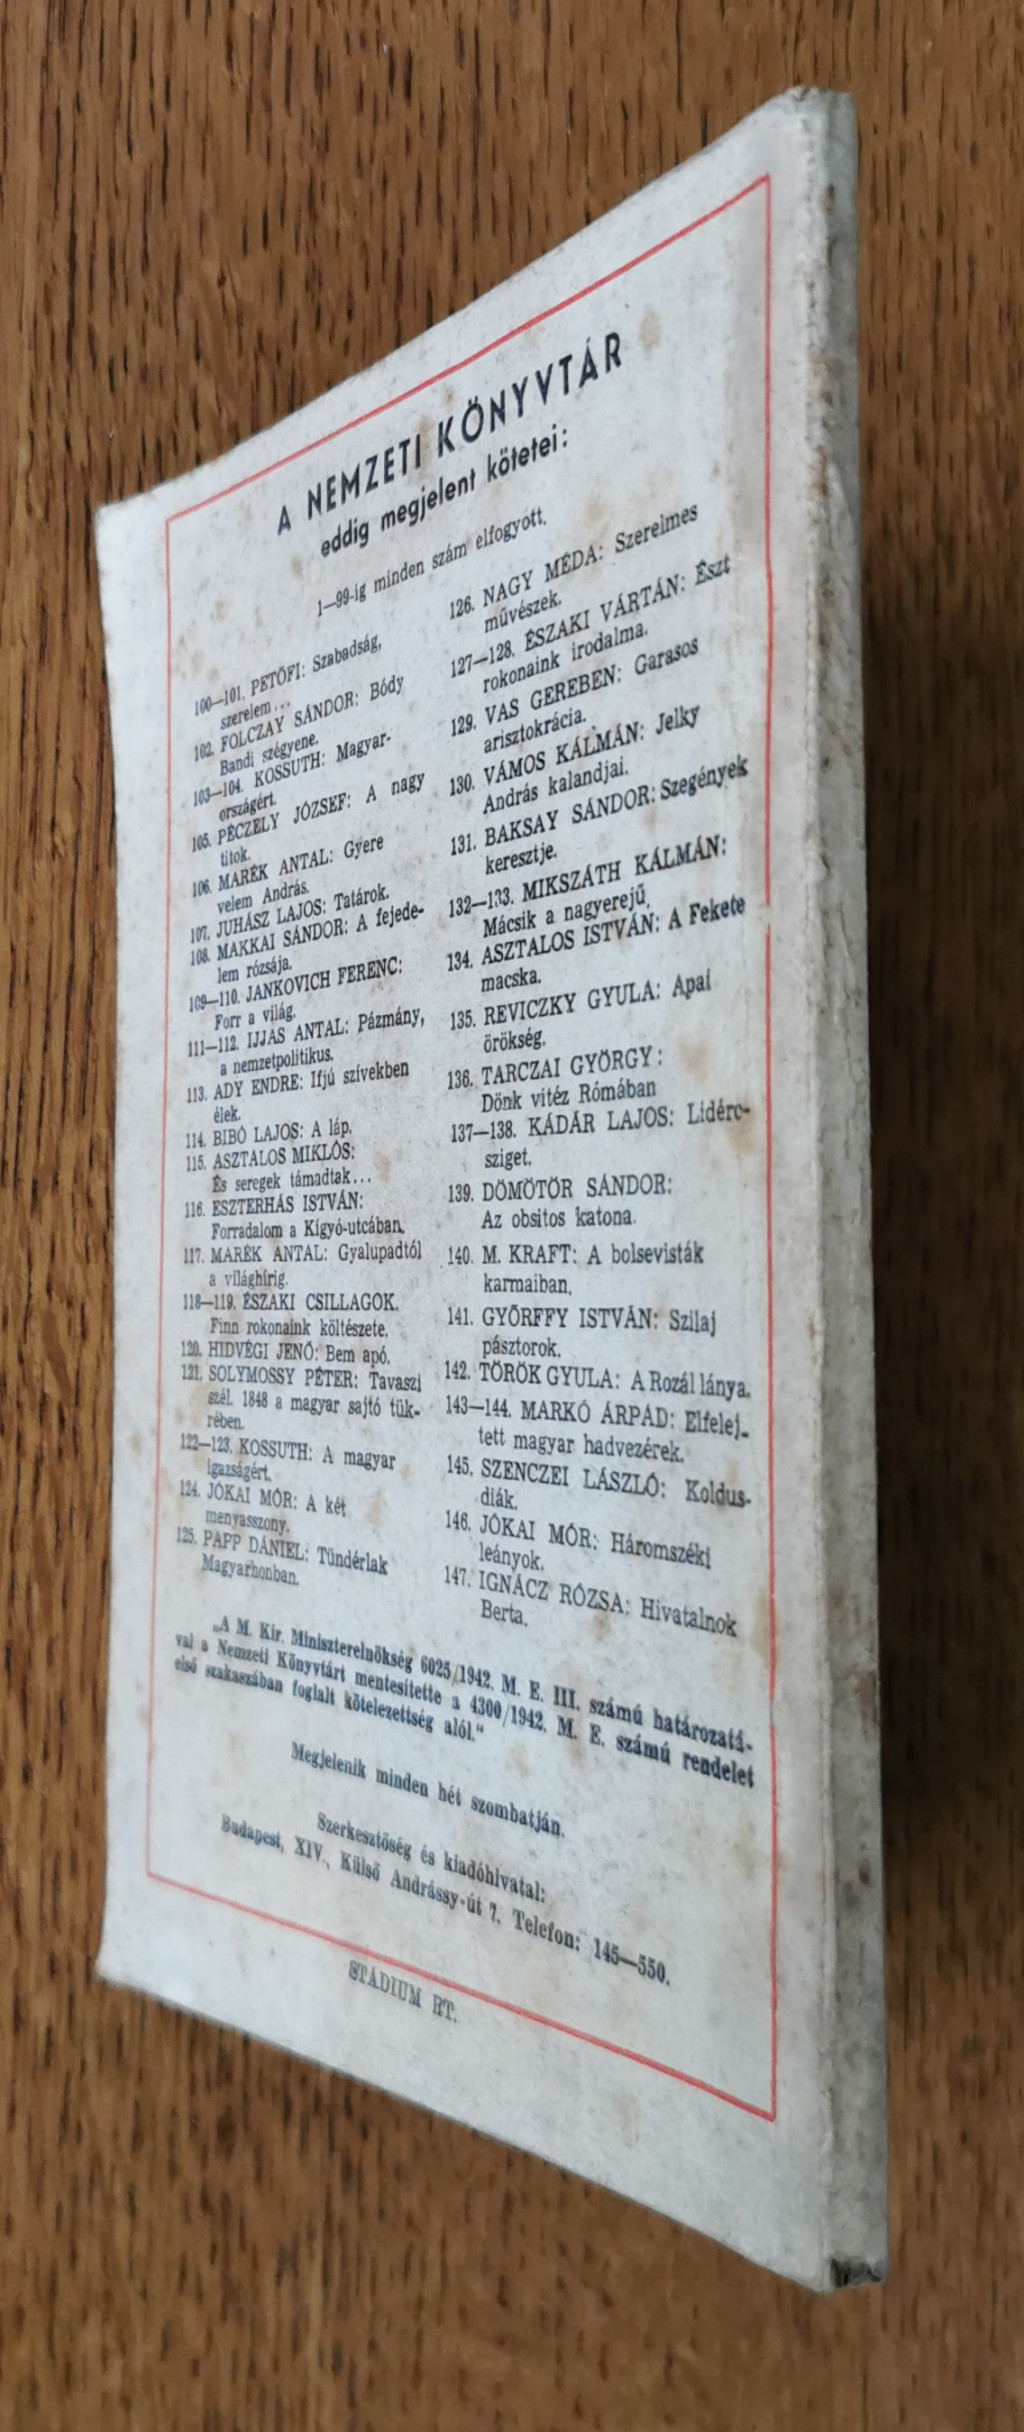 A NEMZETI KÖNYVTÁR
eddig megjelent kötetei:
1—99-ig minden szám elfogyott.
100—101. PETŐFI: Szabadság,
szerelem...
102. FOLCZAY SÁNDOR: Bódy
Bandi szégyene.
103—104. KOSSUTH: Magyar-
országért.
105. PÉCZELY JÓZSEF: A nagy
titok.
106. MARÉK ANTAL: Gyere
velem András.
107. JUHÁSZ LAJOS: Tatárok.
108. MAKKAI SÁNDOR: A fejede-
lem rózsája.
109—110. JANKOVICH FERENC:
Forr a világ.
111—112. IJJAS ANTAL: Pázmány,
a nemzetpolitikus.
113. ADY ENDRE: Ifjú szívekben
élek.
114. BIBÓ LAJOS: A láp.
115. ASZTALOS MIKLÓS:
És seregek támadtak...
116. ESZTERHÁS ISTVÁN:
Forradalom a Kígyó-utcában.
117. MARÉK ANTAL: Gyalupadtól
a világhírig.
118—119. ÉSZAKI CSILLAGOK.
Finn rokonaink költészete.
120. HIDVÉGI JENŐ: Bem apó.
121. SOLYMOSSY PÉTER: Tavaszi
szél. 1848 a magyar sajtó tük-
rében.
122—123. KOSSUTH: A magyar
igazságért.
124. JÓKAI MÓR: A két
menyasszony.
125. PAPP DÁNIEL: Tündérlak
Magyarhonban.
126. NAGY MÉDA: Szerelmes
művészek.
127—128. ÉSZAKI VÁRTÁN: Észt
rokonaink irodalma.
129. VAS GEREBEN: Garasos
arisztokrácia.
130. VÁMOS KÁLMÁN: Jelky
András kalandjai.
131. BAKSAY SÁNDOR: Szegények
keresztje.
132—133. MIKSZÁTH KÁLMÁN:
Mácsik a nagyerejű.
134. ASZTALOS ISTVÁN: A Fekete
macska.
135. REVICZKY GYULA: Apai
örökség.
136. TARCZAI GYÖRGY:
Dönk vitéz Rómában
137—138. KÁDÁR LAJOS: Lidérc-
sziget.
139. DÖMÖTÖR SÁNDOR:
Az obsitos katona.
140. M. KRAFT: A bolsevisták
karmaiban.
141. GYŐRFFY ISTVÁN: Szilaj
pásztorok.
142. TÖRÖK GYULA: A Rozál lánya.
143—144. MARKÓ ÁRPÁD: Elfelej-
tett magyar hadvezérek.
145. SZENCZEI LÁSZLÓ: Koldus-
diák.
146. JÓKAI MÓR: Háromszéki
leányok.
147. IGNÁCZ RÓZSA: Hivatalnok
Berta.
„A M. Kir. Miniszterelnökség 6025/1942. M. E. III. számú határozatá-
val a Nemzeti Könyvtárt mentesítette a 4300/1942. M. E. számú rendelet
első szakaszában foglalt kötelezettség alól."
Megjelenik minden hét szombatján.
Szerkesztőség és kiadóhivatal:
Budapest, XIV., Külső Andrássy-út 7. Telefon: 145—550.
STÁDIUM RT.